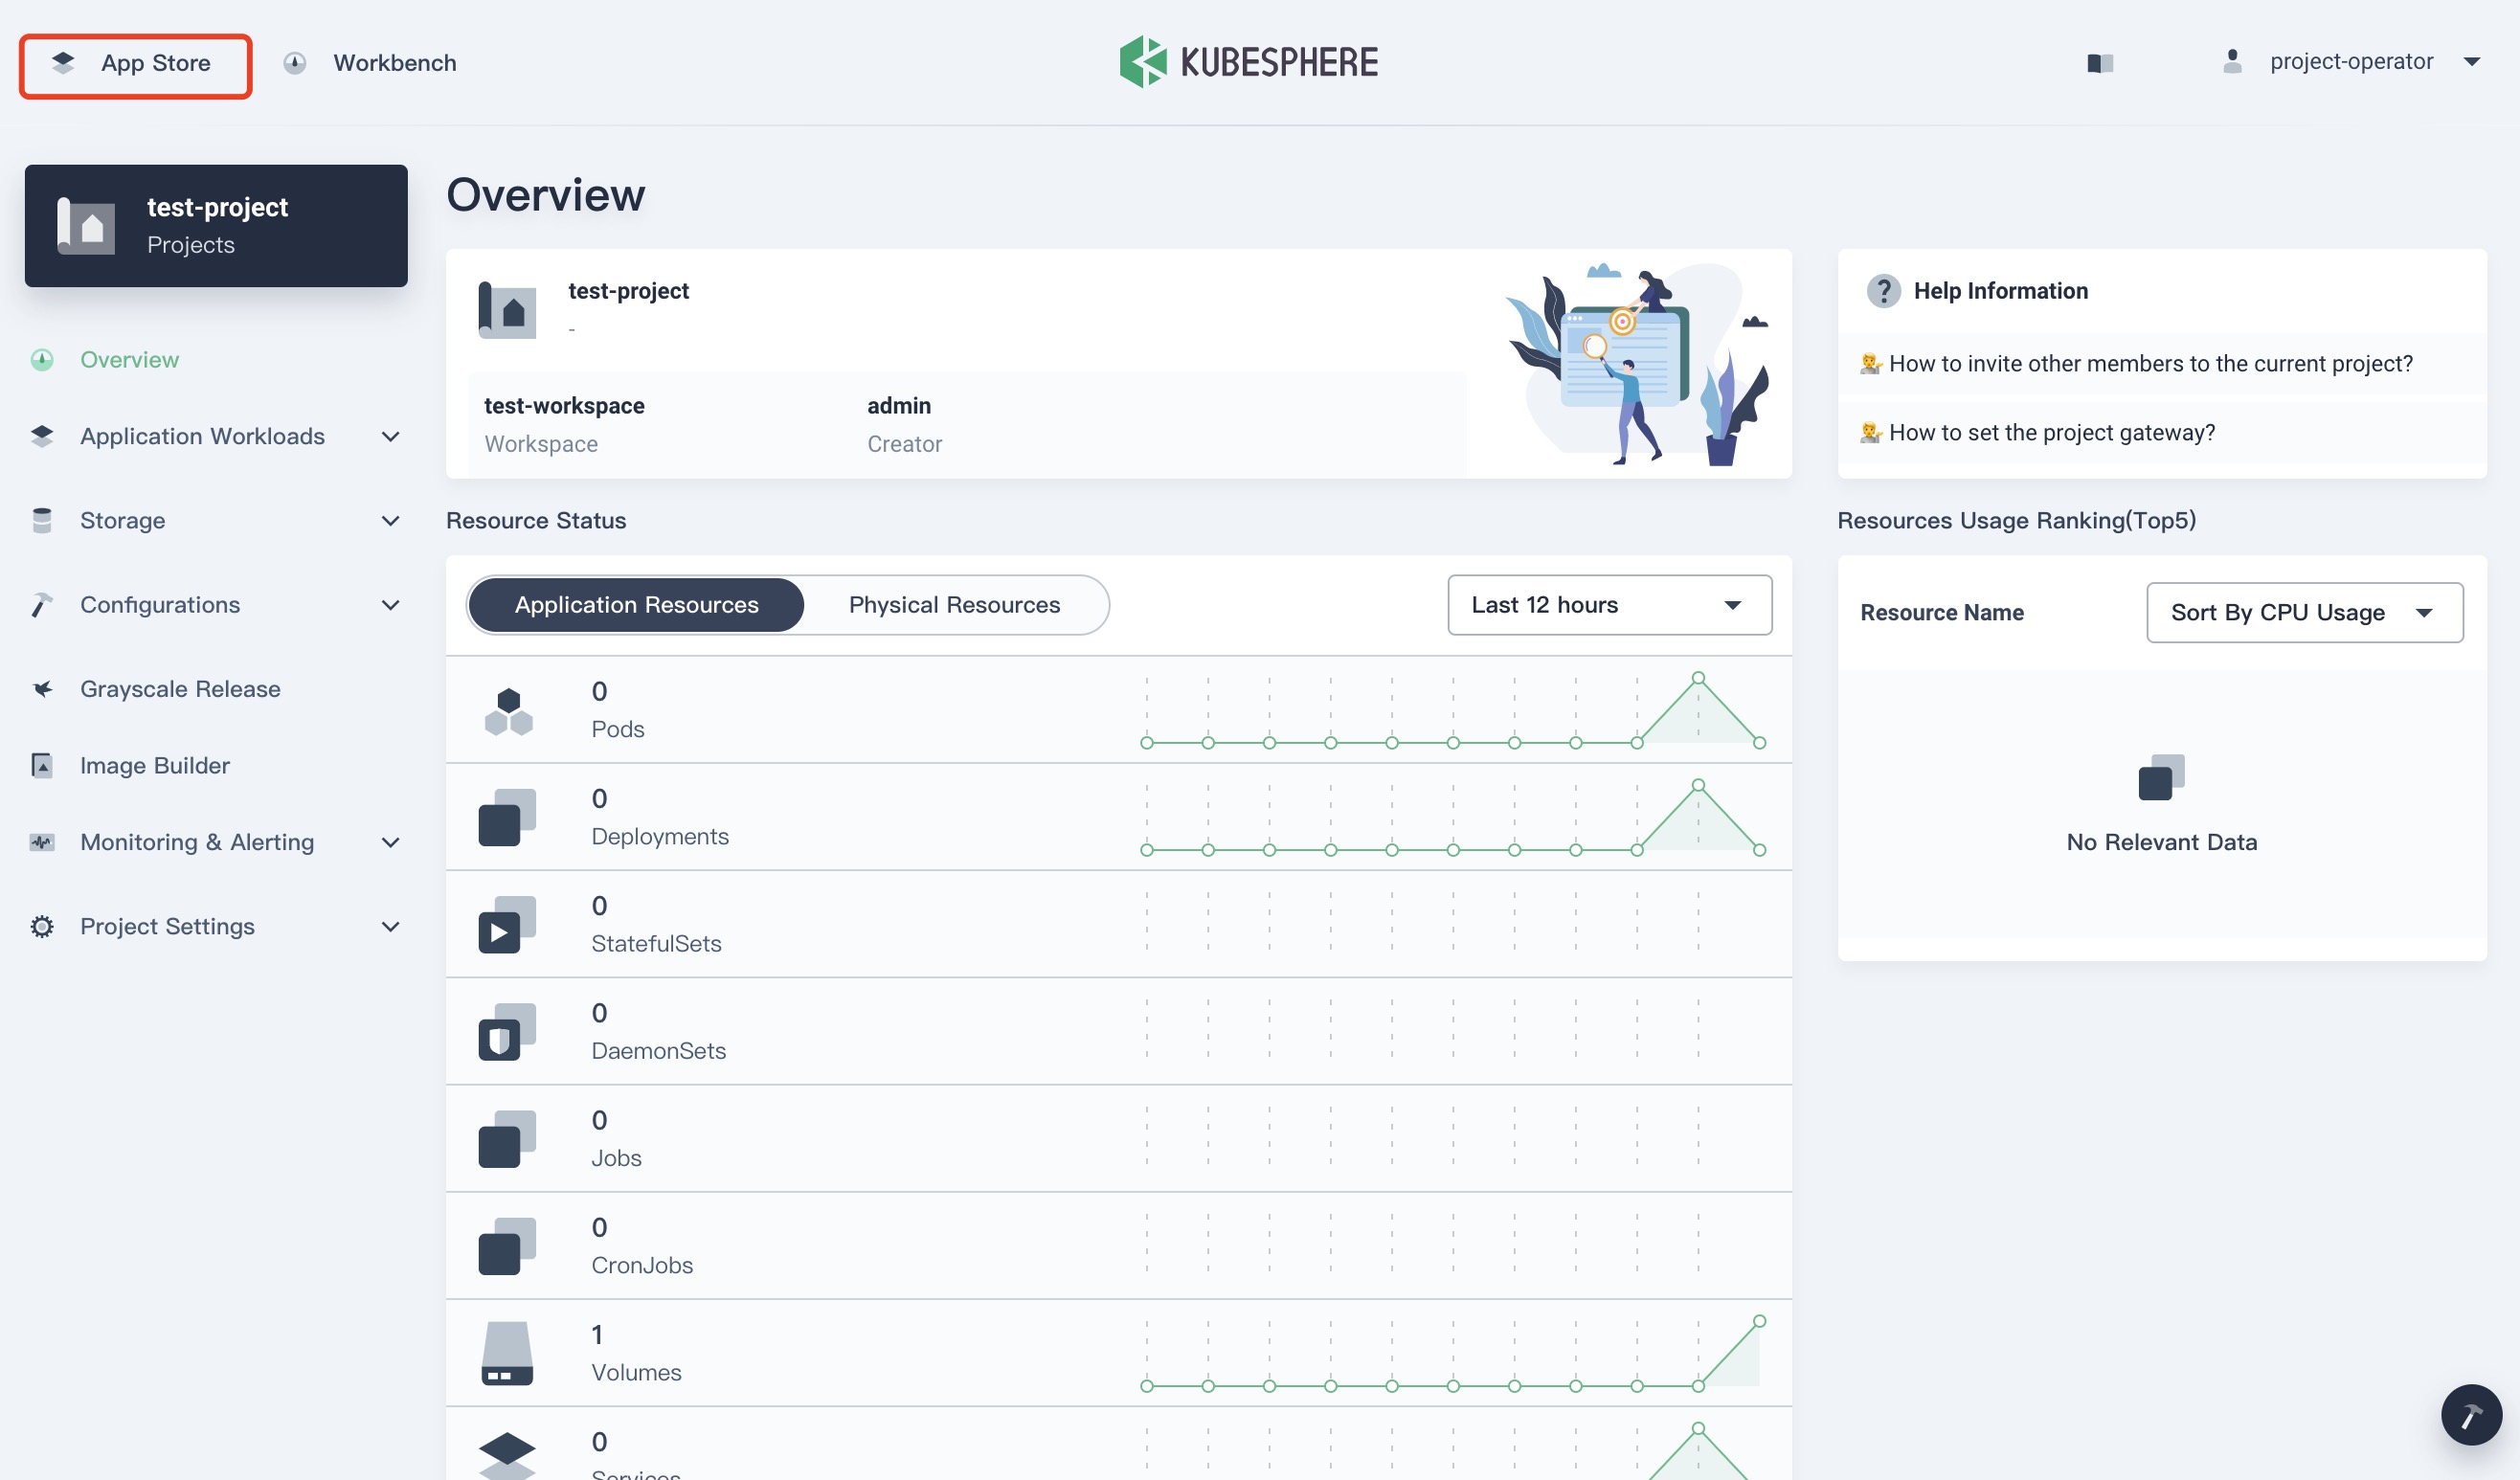 App Store
Workbench
KUBESPHERE
project-operator
test-project
Projects
Overview
Application Workloads
Storage
Configurations
Grayscale Release
Image Builder
Monitoring & Alerting
Project Settings
Overview
test-project
-
test-workspace
Workspace
admin
Creator
Help Information
How to invite other members to the current project?
How to set the project gateway?
Resource Status
Application Resources
Physical Resources
Last 12 hours
0
Pods
0
Deployments
0
StatefulSets
0
DaemonSets
0
Jobs
0
CronJobs
1
Volumes
0
Services
Resources Usage Ranking(Top5)
Resource Name
Sort By CPU Usage
No Relevant Data